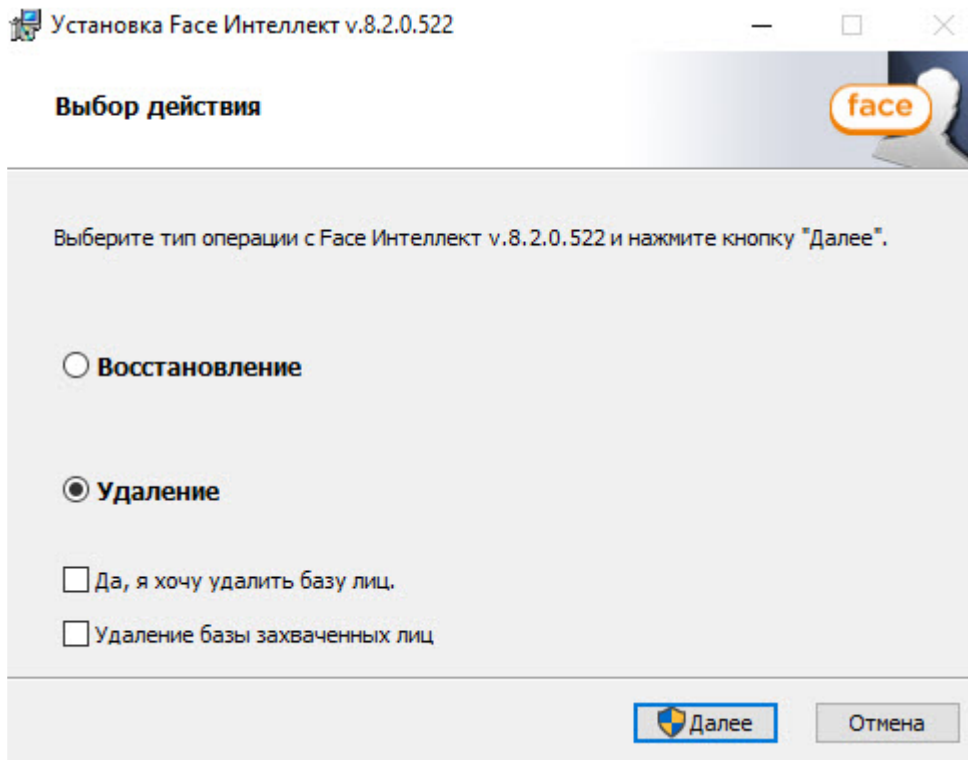 Установка Face Интеллект v.8.2.0.522
Выбор действия
face
Выберите тип операции с Face Интеллект v.8.2.0.522 и нажмите кнопку "Далее".
Восстановление
Удаление
Да, я хочу удалить базу лиц.
Удаление базы захваченных лиц
Далее
Отмена